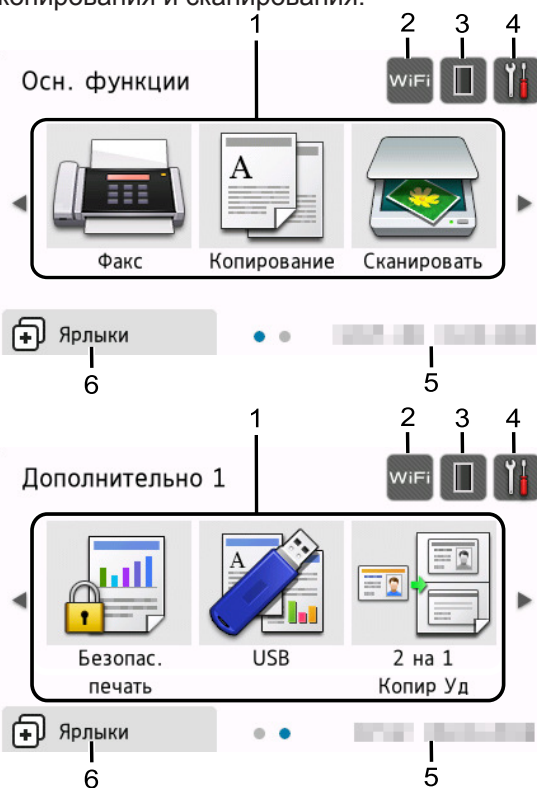 копирования и сканирования.
1
2 3 4
Осн. функции
WiFi
A
Факс Копирование Сканировать
Ярлыки
6 5
1
2 3 4
Дополнительно 1
WiFi
A
Безопас. печать
USB
2 на 1 Копир Уд
Ярлыки
6 5